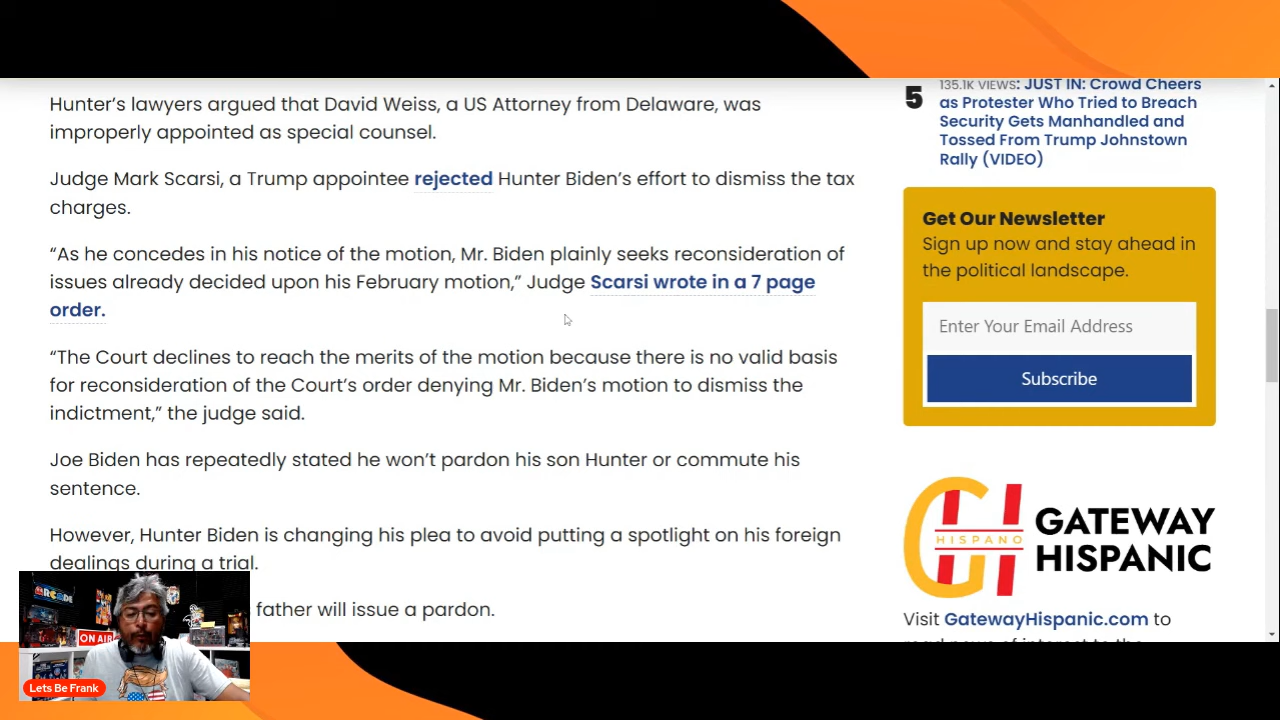 Hunter’s lawyers argued that David Weiss, a US Attorney from Delaware, was
improperly appointed as special counsel.
Judge Mark Scarsi, a Trump appointee rejected Hunter Biden’s effort to dismiss the tax
charges.
“As he concedes in his notice of the motion, Mr. Biden plainly seeks reconsideration of
issues already decided upon his February motion,” Judge Scarsi wrote in a 7 page
order.
“The Court declines to reach the merits of the motion because there is no valid basis
for reconsideration of the Court’s order denying Mr. Biden’s motion to dismiss the
indictment,” the judge said.
Joe Biden has repeatedly stated he won’t pardon his son Hunter or commute his
sentence.
However, Hunter Biden is changing his plea to avoid putting a spotlight on his foreign
dealings during a trial.
father will issue a pardon.
5
135.1K VIEWS: JUST IN: Crowd Cheers
as Protester Who Tried to Breach
Security Gets Manhandled and
Tossed From Trump Johnstown
Rally (VIDEO)
Get Our Newsletter
Sign up now and stay ahead in
the political landscape.
Enter Your Email Address
Subscribe
GH
HISPANO
GATEWAY
HISPANIC
Visit GatewayHispanic.com to
read news of interest to the
ARCADE
ON AIR
Lets Be Frank